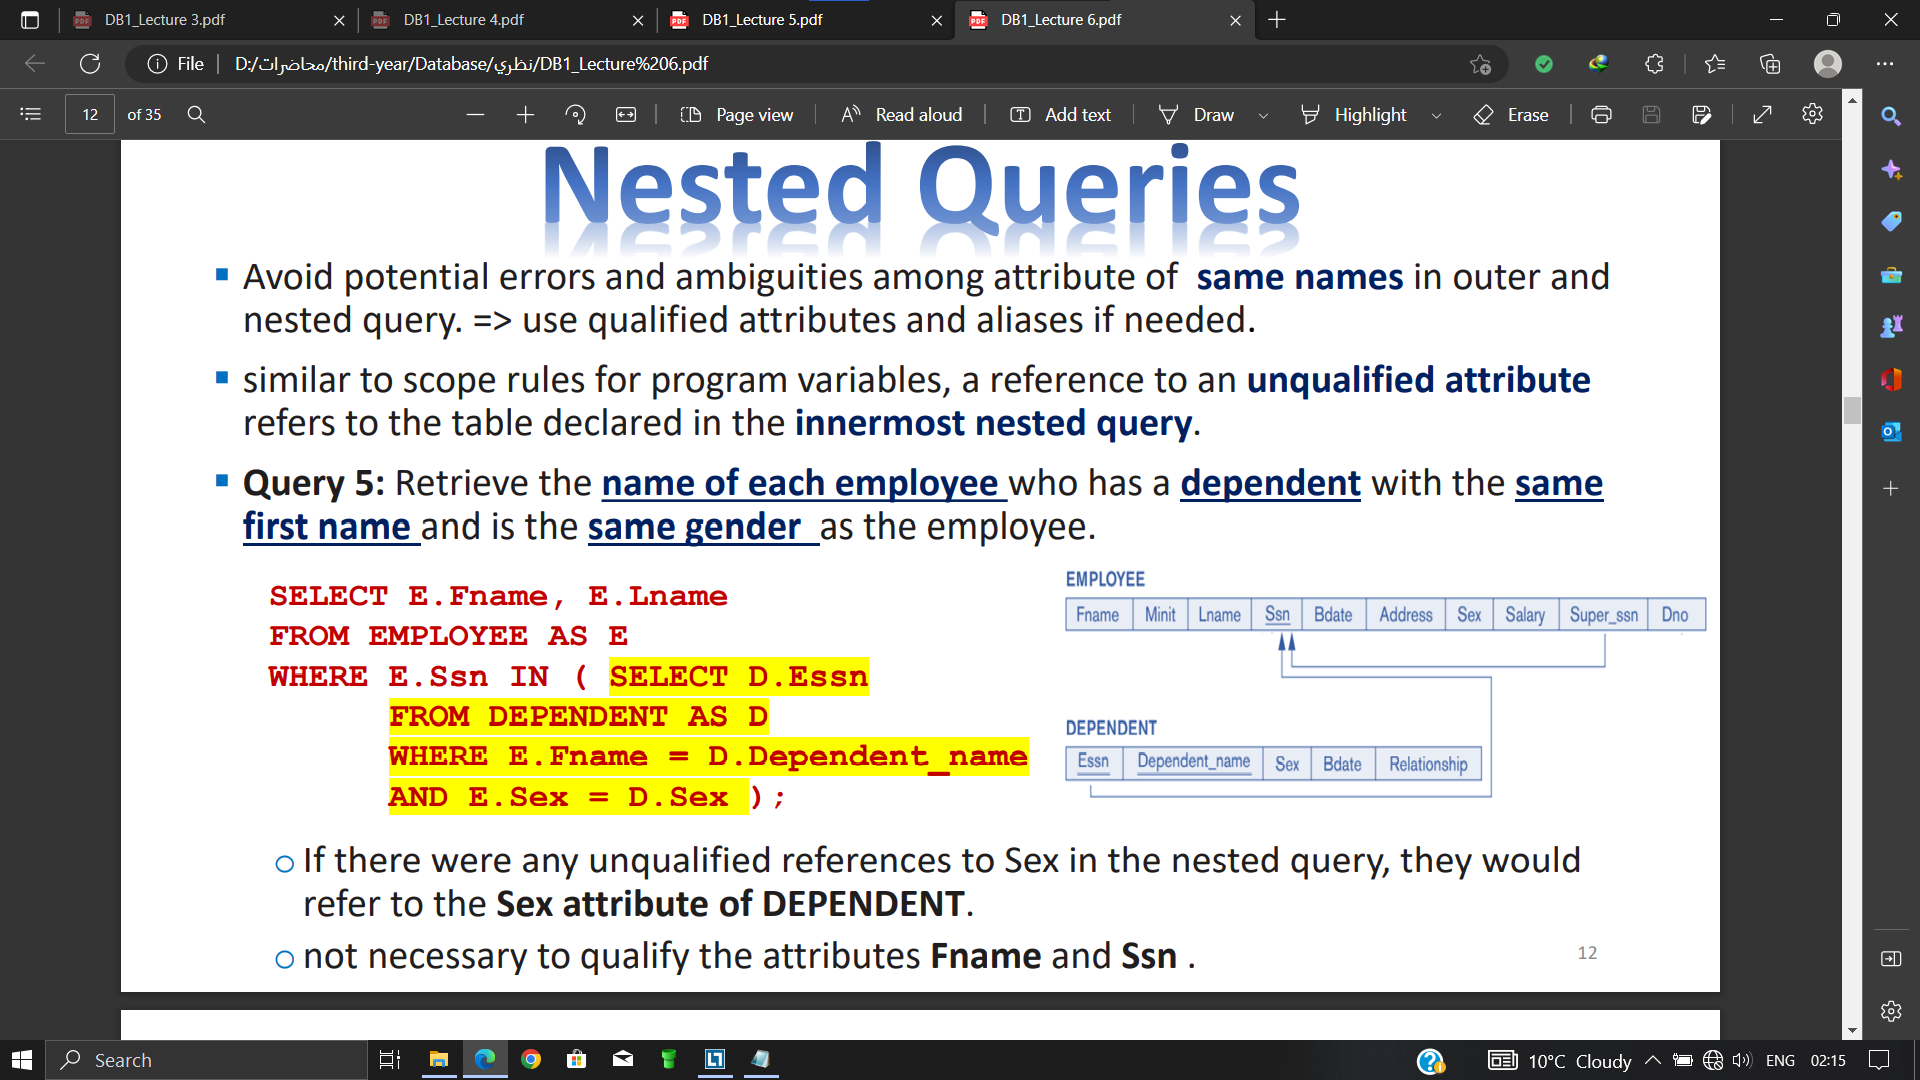 DB1_Lecture 3.pdf
DB1_Lecture 4.pdf
DB1_Lecture 5.pdf
DB1_Lecture 6.pdf
File
D:/محاضرات/third-year/Database/نظري/DB1_Lecture%206.pdf
12 of 35
Page view
Read aloud
Add text
Draw
Highlight
Erase
Nested Queries
Avoid potential errors and ambiguities among attribute of same names in outer and
nested query. => use qualified attributes and aliases if needed.
similar to scope rules for program variables, a reference to an unqualified attribute
refers to the table declared in the innermost nested query.
Query 5: Retrieve the name of each employee who has a dependent with the same
first name and is the same gender as the employee.
SELECT E.Fname, E.Lname
FROM EMPLOYEE AS E
WHERE E.Ssn IN ( SELECT D.Essn
FROM DEPENDENT AS D
WHERE E.Fname = D.Dependent_name
AND E.Sex = D.Sex );
EMPLOYEE
Fname Minit Lname Ssn Bdate Address Sex Salary Super_ssn Dno
DEPENDENT
Essn Dependent_name Sex Bdate Relationship
If there were any unqualified references to Sex in the nested query, they would
refer to the Sex attribute of DEPENDENT.
not necessary to qualify the attributes Fname and Ssn .
12
Search
10°C Cloudy
ENG
02:15